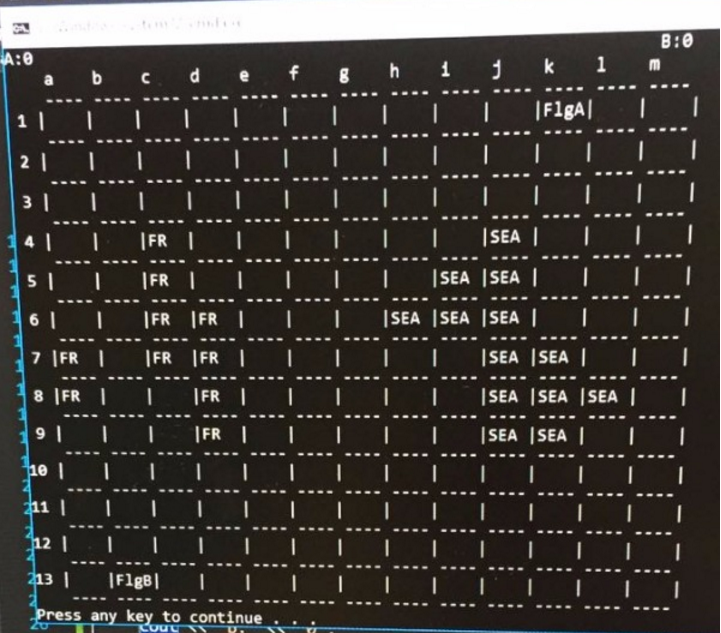 A:0 B:0
a b c d e f g h i j k l m
1 | | | | | | | | | | |FlgA| | |
2 | | | | | | | | | | | | | |
3 | | | | | | | | | | | | | |
4 | | |FR | | | | | | |SEA | | | |
5 | | |FR | | | | | |SEA |SEA | | | |
6 | | |FR |FR | | | |SEA |SEA |SEA | | | |
7 |FR | |FR |FR | | | | | |SEA |SEA | | |
8 |FR | | |FR | | | | | |SEA |SEA |SEA | |
9 | | | |FR | | | | | |SEA |SEA | | |
10 | | | | | | | | | | | | | |
11 | | | | | | | | | | | | | |
12 | | | | | | | | | | | | | |
13 | |FlgB| | | | | | | | | | | |
Press any key to continue . . .